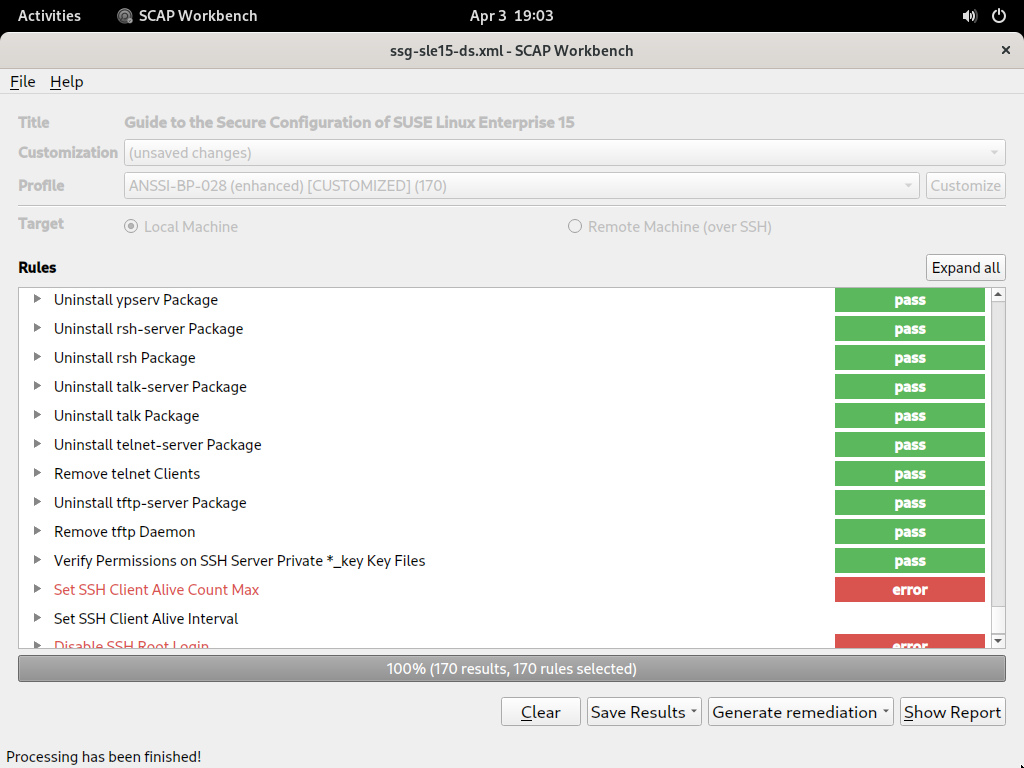 Activities SCAP Workbench Apr 3 19:03
ssg-sle15-ds.xml - SCAP Workbench
File Help
Title Guide to the Secure Configuration of SUSE Linux Enterprise 15
Customization (unsaved changes)
Profile ANSSI-BP-028 (enhanced) [CUSTOMIZED] (170) Customize
Target Local Machine Remote Machine (over SSH)
Rules Expand all
Uninstall ypserv Package pass
Uninstall rsh-server Package pass
Uninstall rsh Package pass
Uninstall talk-server Package pass
Uninstall talk Package pass
Uninstall telnet-server Package pass
Remove telnet Clients pass
Uninstall tftp-server Package pass
Remove tftp Daemon pass
Verify Permissions on SSH Server Private *_key Key Files pass
Set SSH Client Alive Count Max error
Set SSH Client Alive Interval
Disable SSH Root Login error
100% (170 results, 170 rules selected)
Clear Save Results Generate remediation Show Report
Processing has been finished!